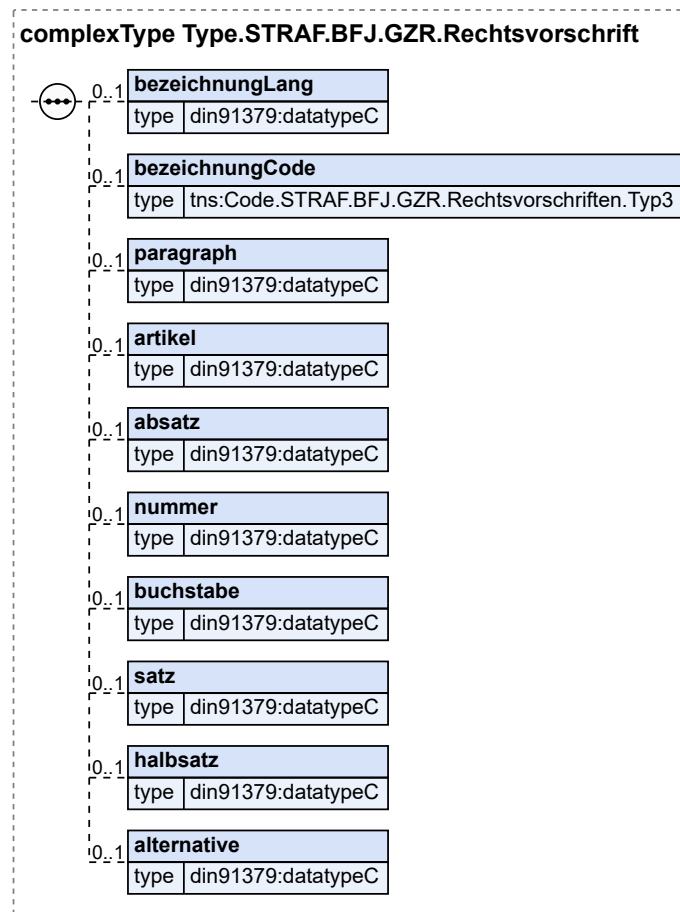 complexType Type.STRAF.BFJ.GZR.Rechtsvorschrift
0..1 bezeichnungLang
type din91379:datatypeC
0..1 bezeichnungCode
type tns:Code.STRAF.BFJ.GZR.Rechtsvorschriften.Typ3
0..1 paragraph
type din91379:datatypeC
0..1 artikel
type din91379:datatypeC
0..1 absatz
type din91379:datatypeC
0..1 nummer
type din91379:datatypeC
0..1 buchstabe
type din91379:datatypeC
0..1 satz
type din91379:datatypeC
0..1 halbsatz
type din91379:datatypeC
0..1 alternative
type din91379:datatypeC